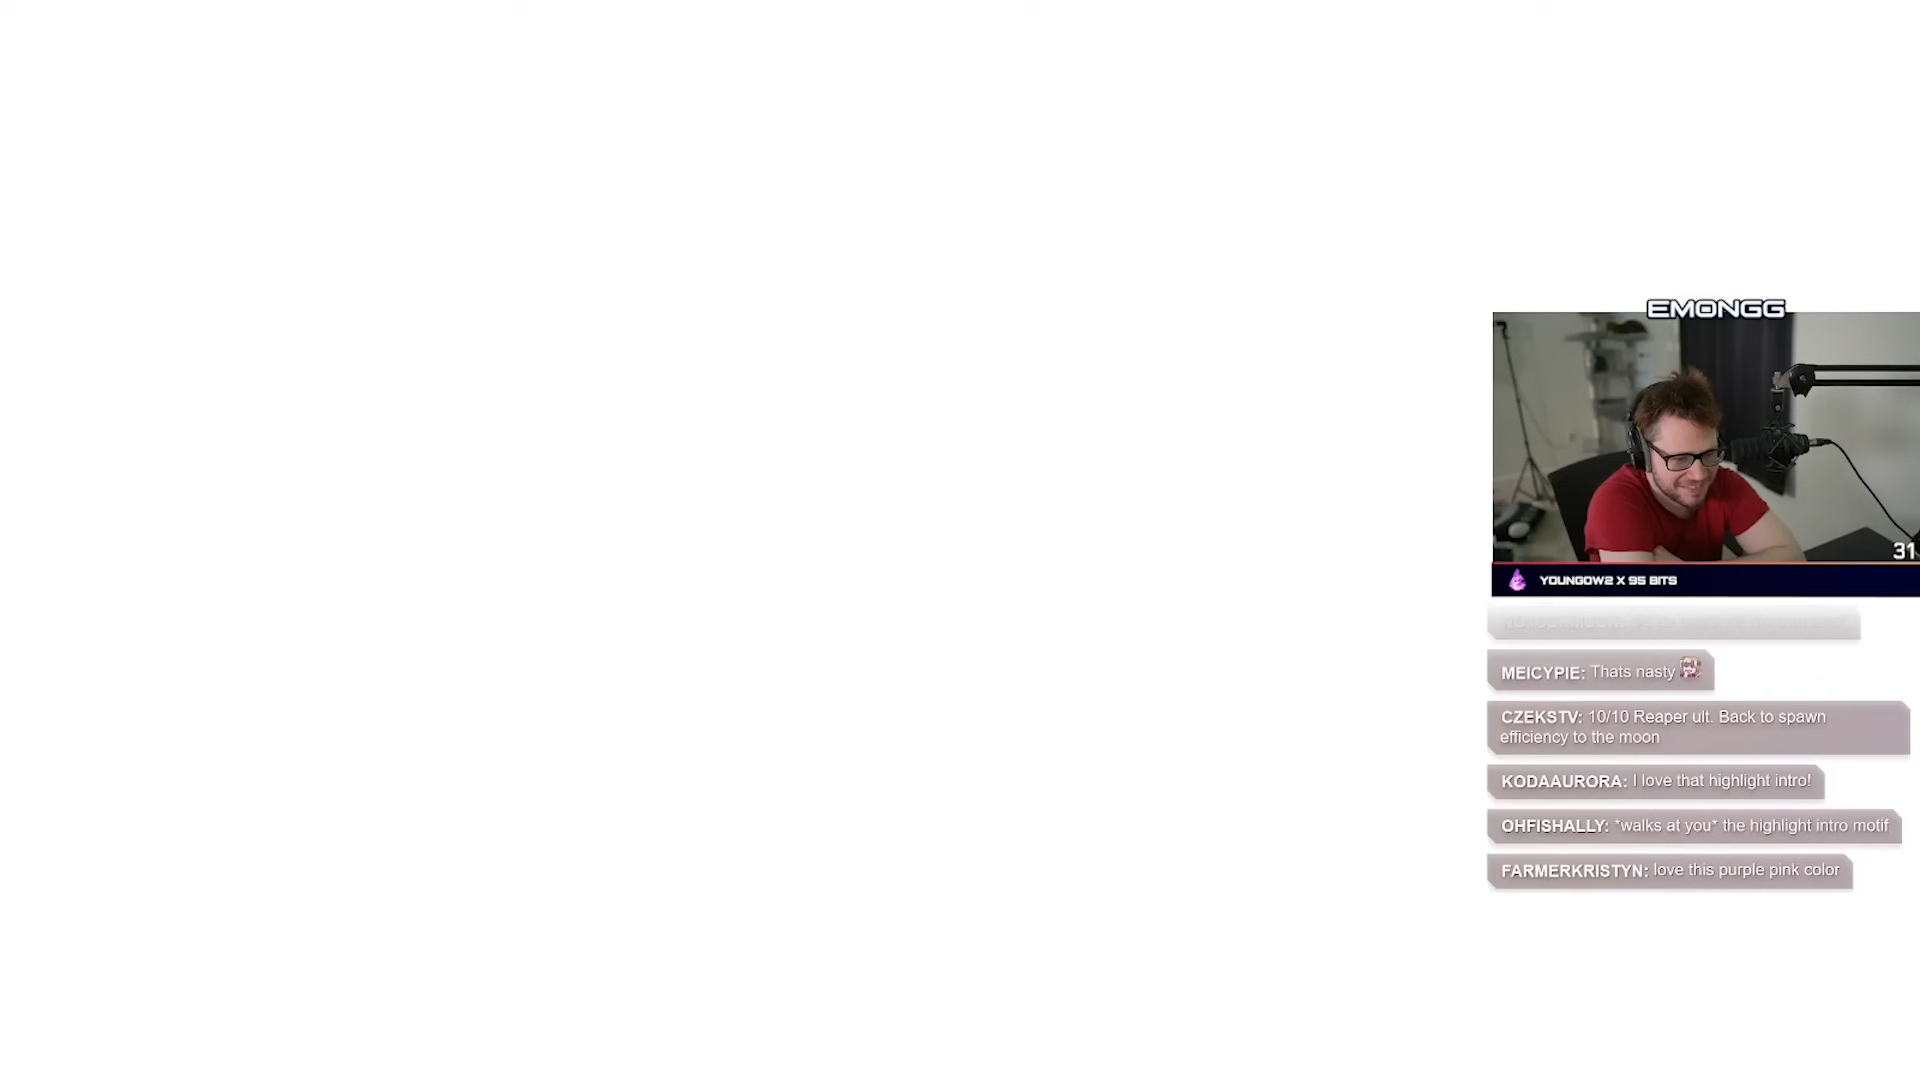 EMONGG
31
YOUNGOW2 X 95 BITS
MEICYPIE: Thats nasty
CZEKSTV: 10/10 Reaper ult. Back to spawn
efficiency to the moon
KODAAURORA: I love that highlight intro!
OHFISHALLY: *walks at you* the highlight intro motif
FARMERKRISTYN: love this purple pink color